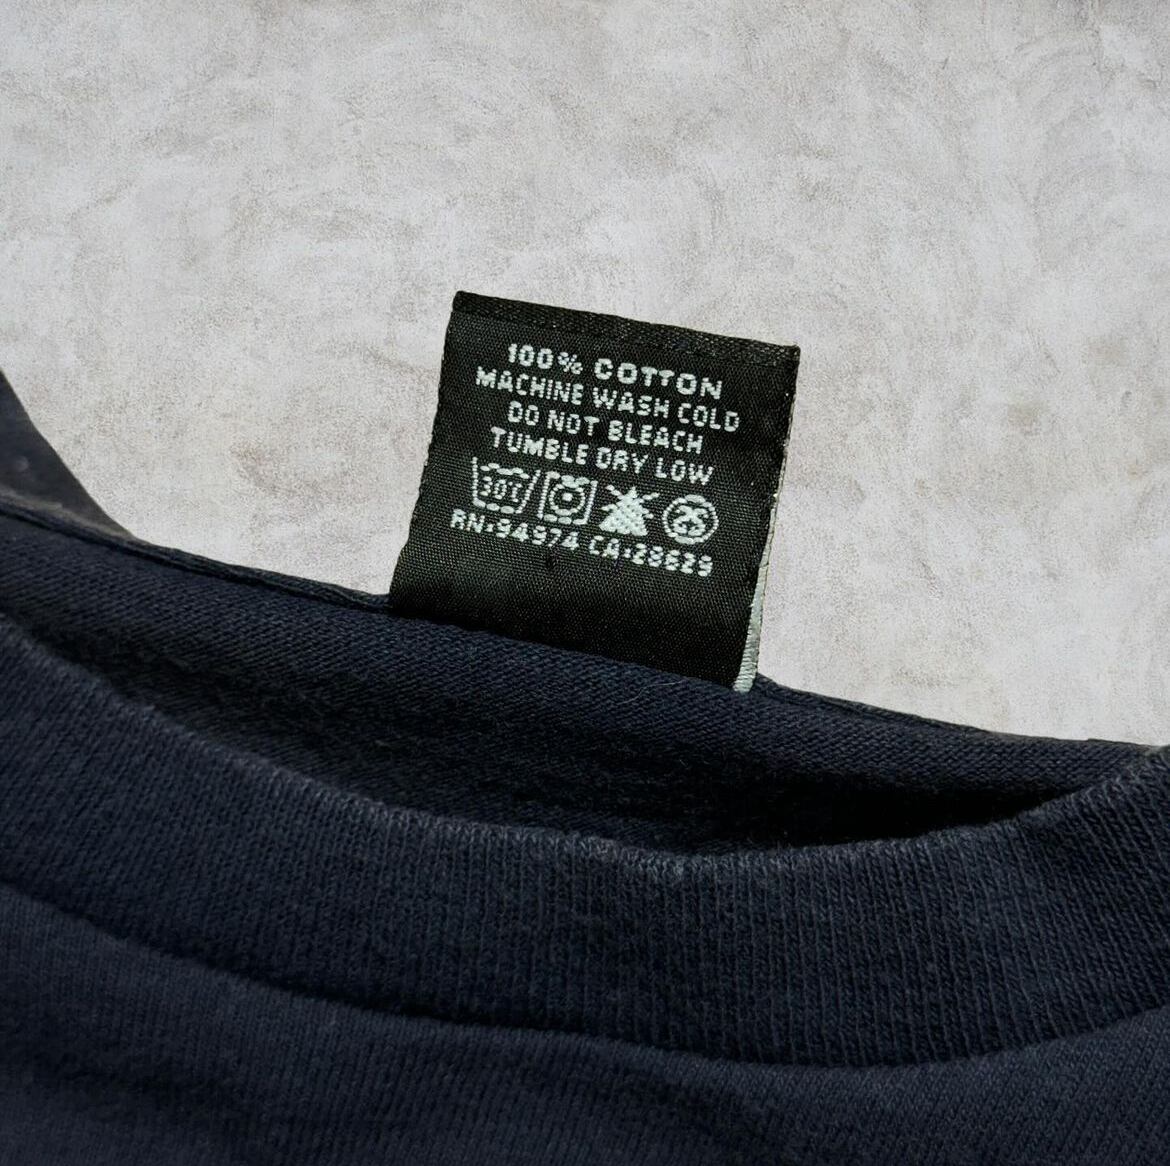 100% COTTON
MACHINE WASH COLD
DO NOT BLEACH
TUMBLE DRY LOW
30°C
RN:94974 CA:28629